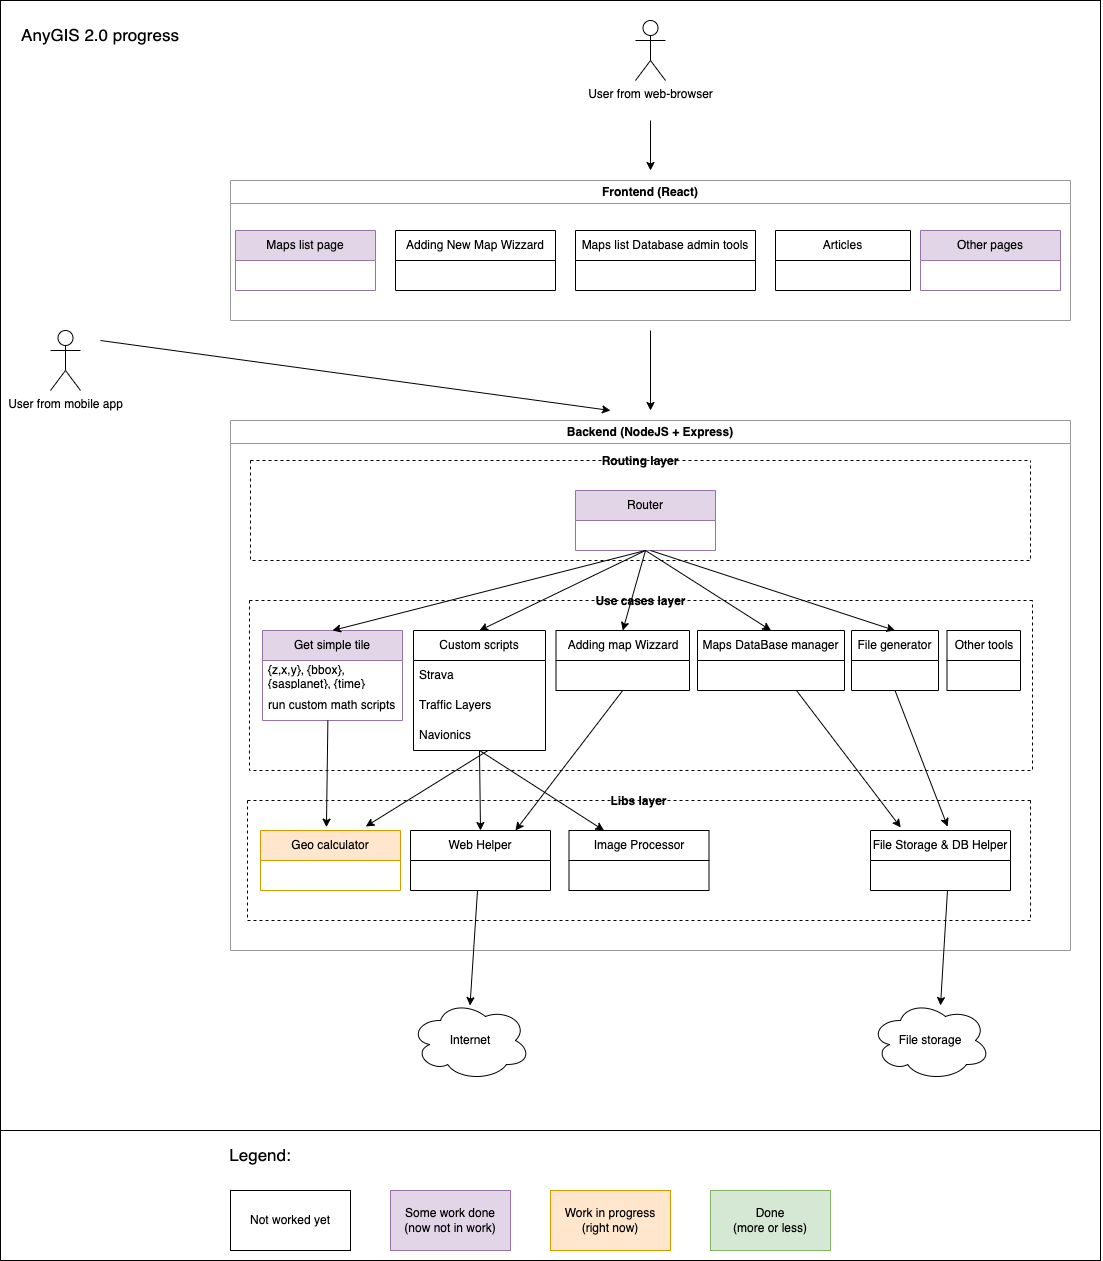 AnyGIS 2.0 progress
User from web-browser
Frontend (React)
Maps list page
Adding New Map Wizzard
Maps list Database admin tools
Articles
Other pages
User from mobile app
Backend (NodeJS + Express)
Routing layer
Router
Use cases layer
Get simple tile
{z,x,y}, {bbox},
{sasplanet}, {time}
run custom math scripts
Custom scripts
Strava
Traffic Layers
Navionics
Adding map Wizzard
Maps DataBase manager
File generator
Other tools
Libs layer
Geo calculator
Web Helper
Image Processor
File Storage & DB Helper
Internet
File storage
Legend:
Not worked yet
Some work done
(now not in work)
Work in progress
(right now)
Done
(more or less)